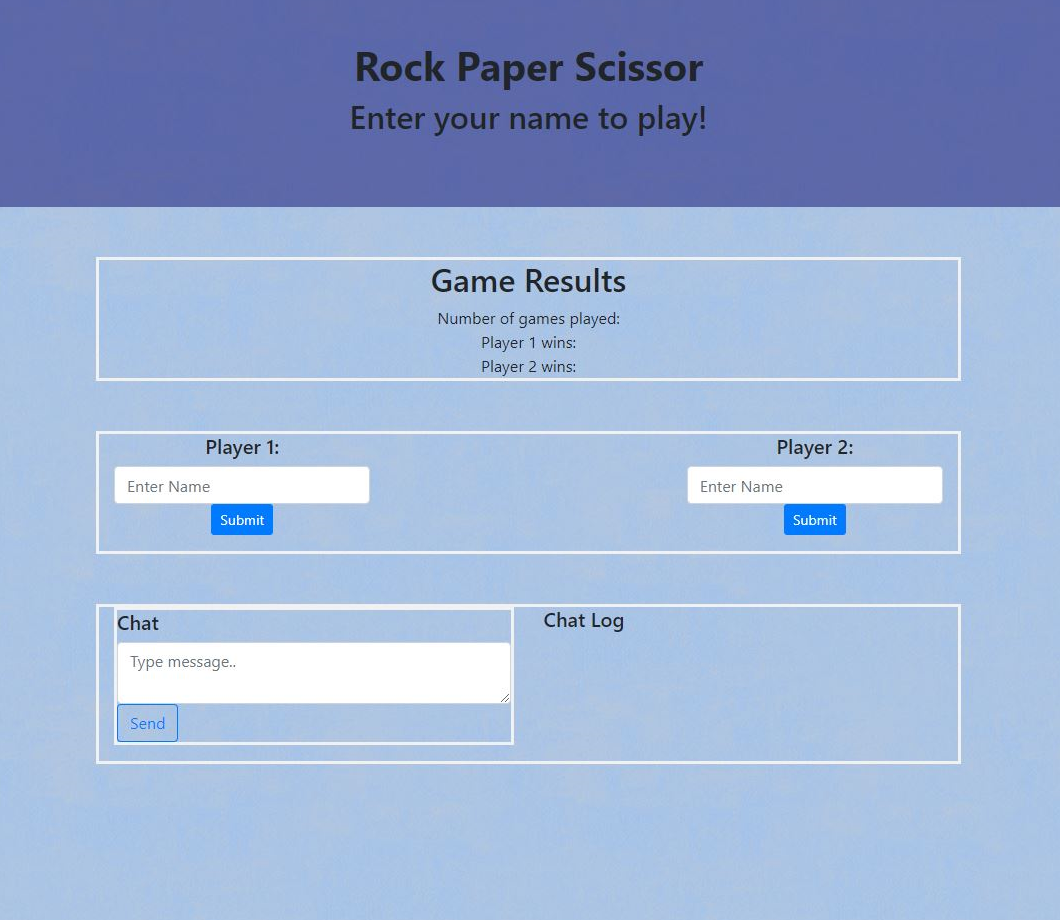 Rock Paper Scissor
Enter your name to play!
Game Results
Number of games played:
Player 1 wins:
Player 2 wins:
Player 1:
Enter Name
Submit
Player 2:
Enter Name
Submit
Chat
Type message..
Send
Chat Log